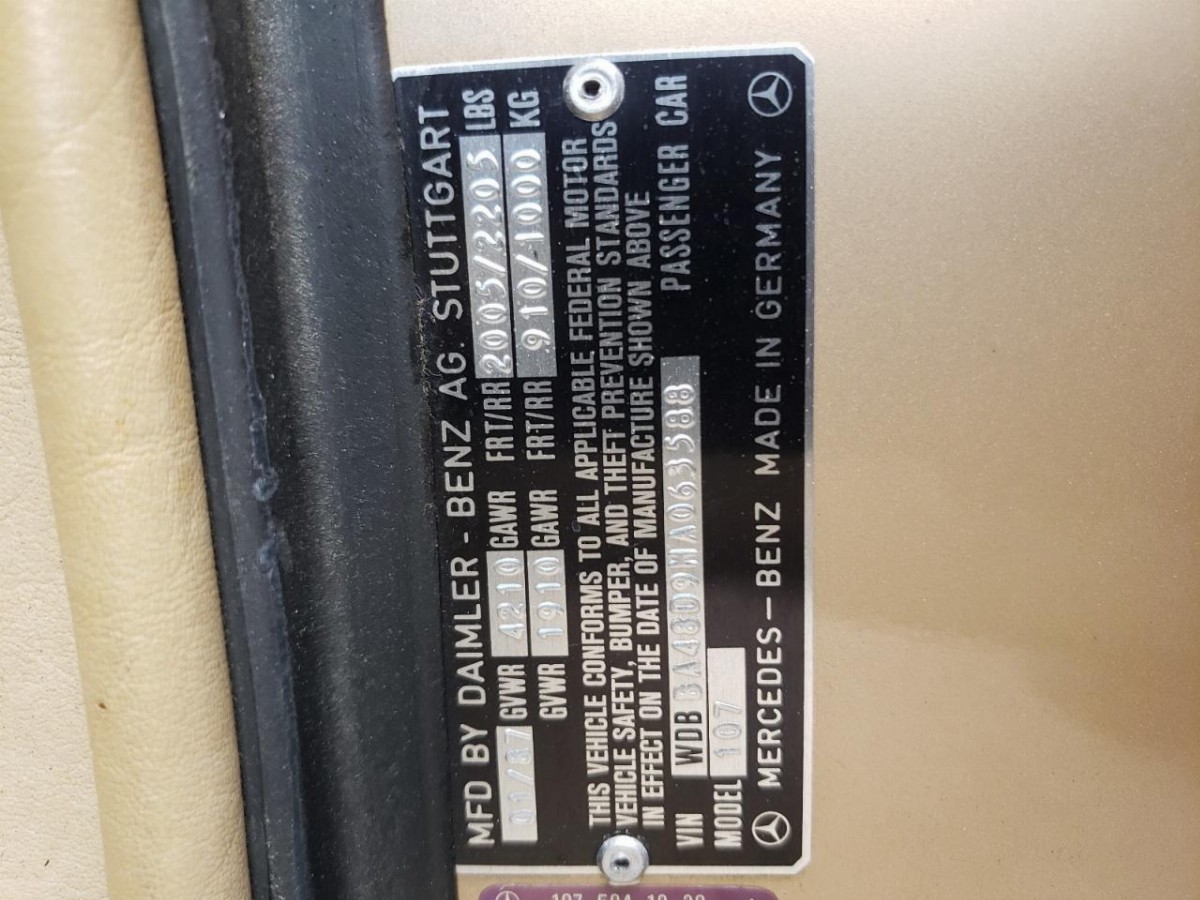 MFD BY DAIMLER - BENZ AG. STUTTGART
01/87 GVWR 4210 GAWR FRT/RR 2005/2205 LBS
GVWR 1910 GAWR FRT/RR 910/1000 KG
THIS VEHICLE CONFORMS TO ALL APPLICABLE FEDERAL MOTOR
VEHICLE SAFETY, BUMPER, AND THEFT PREVENTION STANDARDS
IN EFFECT ON THE DATE OF MANUFACTURE SHOWN ABOVE
VIN WDB BA48D9HA063588 PASSENGER CAR
MODEL 107
MERCEDES-BENZ MADE IN GERMANY